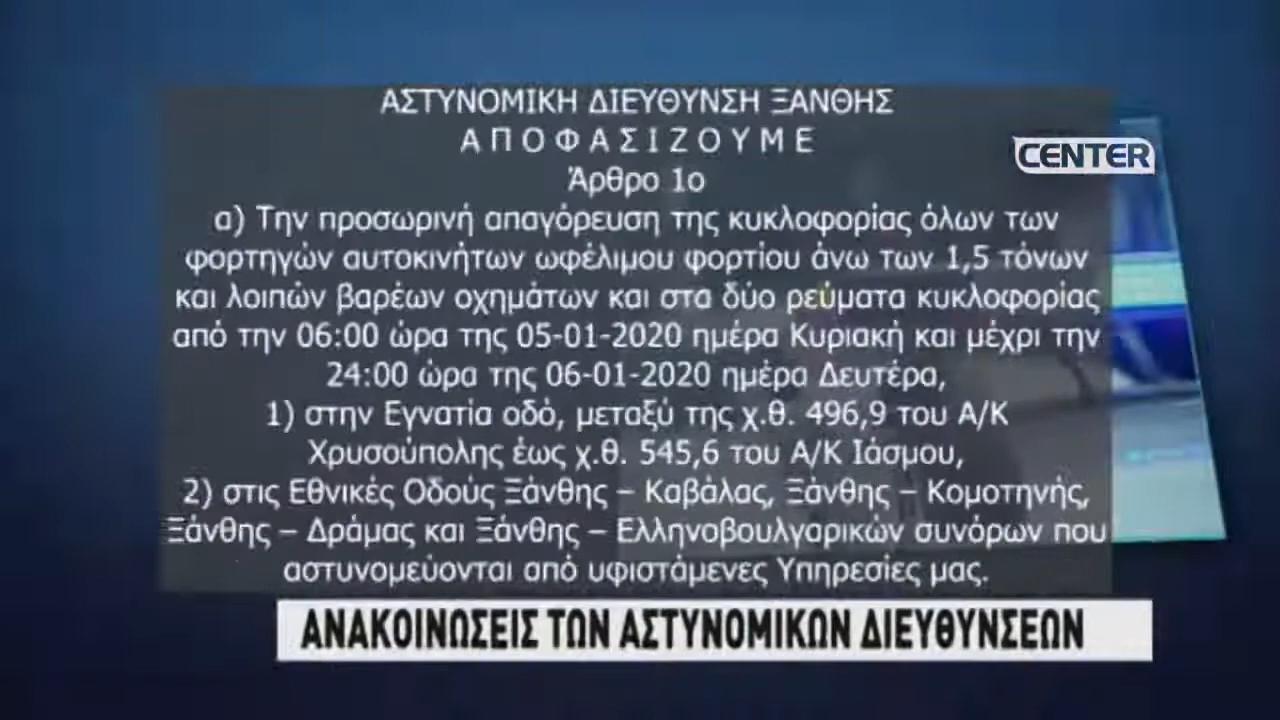 ΑΣΤΥΝΟΜΙΚΗ ΔΙΕΥΘΥΝΣΗ ΞΑΝΘΗΣ
Α Π Ο Φ Α Σ Ι Ζ Ο Υ Μ Ε
CENTER
Άρθρο 1ο
α) Την προσωρινή απαγόρευση της κυκλοφορίας όλων των
φορτηγών αυτοκινήτων ωφέλιμου φορτίου άνω των 1,5 τόνων
και λοιπών βαρέων οχημάτων και στα δύο ρεύματα κυκλοφορίας
από την 06:00 ώρα της 05-01-2020 ημέρα Κυριακή και μέχρι την
24:00 ώρα της 06-01-2020 ημέρα Δευτέρα,
1) στην Εγνατία οδό, μεταξύ της χ.θ. 496,9 του Α/Κ
Χρυσούπολης έως χ.θ. 545,6 του Α/Κ Ιάσμου,
2) στις Εθνικές Οδούς Ξάνθης – Καβάλας, Ξάνθης – Κομοτηνής,
Ξάνθης – Δράμας και Ξάνθης – Ελληνοβουλγαρικών συνόρων που
αστυνομεύονται από υφιστάμενες Υπηρεσίες μας.
ΑΝΑΚΟΙΝΩΣΕΙΣ ΤΩΝ ΑΣΤΥΝΟΜΙΚΩΝ ΔΙΕΥΘΥΝΣΕΩΝ